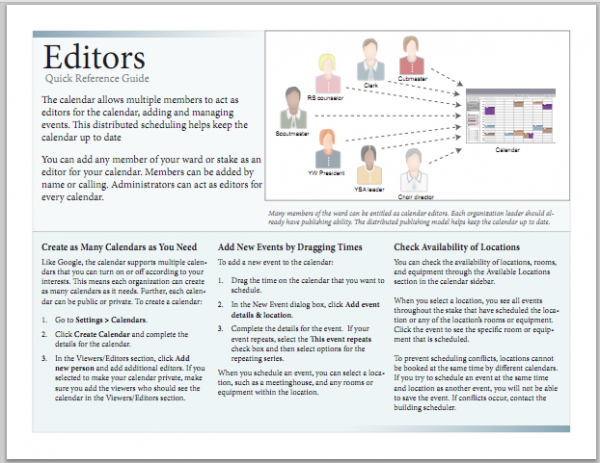 Editors
Quick Reference Guide
The calendar allows multiple members to act as
editors for the calendar, adding and managing
events. This distributed scheduling helps keep the
calendar up to date
You can add any member of your ward or stake as an
editor for your calendar. Members can be added by
name or calling. Administrators can act as editors for
every calendar.
Cubmaster
Clerk
RS counselor
Scoutmaster
Calendar
YW President
YSA leader
Choir director
Many members of the ward can be entitled as calendar editors. Each organization leader should al-
ready have publishing ability. The distributed publishing model helps keep the calendar up to date.
Create as Many Calendars as You Need
Like Google, the calendar supports multiple calen-
dars that you can turn on or off according to your
interests. This means each organization can create
as many calendars as it needs. Further, each calen-
dar can be public or private. To create a calendar:
1. Go to Settings > Calendars.
2. Click Create Calendar and complete the
details for the calendar.
3. In the Viewers/Editors section, click Add
new person and add additional editors. If you
selected to make your calendar private, make
sure you add the viewers who should see the
calendar in the Viewers/Editors section.
Add New Events by Dragging Times
To add a new event to the calendar:
1. Drag the time on the calendar that you want to
schedule.
2. In the New Event dialog box, click Add event
details & location.
3. Complete the details for the event. If your
event repeats, select the This event repeats
check box and then select options for the
repeating series.
When you schedule an event, you can select a loca-
tion, such as a meetinghouse, and any rooms or
equipment within the location.
Check Availability of Locations
You can check the availability of locations, rooms,
and equipment through the Available Locations
section in the calendar sidebar.
When you select a location, you see all events
throughout the stake that have scheduled the loca-
tion or any of the location's rooms or equipment.
Click the event to see the specific room or equip-
ment that is scheduled.
To prevent scheduling conflicts, locations cannot
be booked at the same time by different calendars.
If you try to schedule an event at the same time
and location as another event, you will not be
able to save the event. If conflicts occur, contact the
building scheduler.